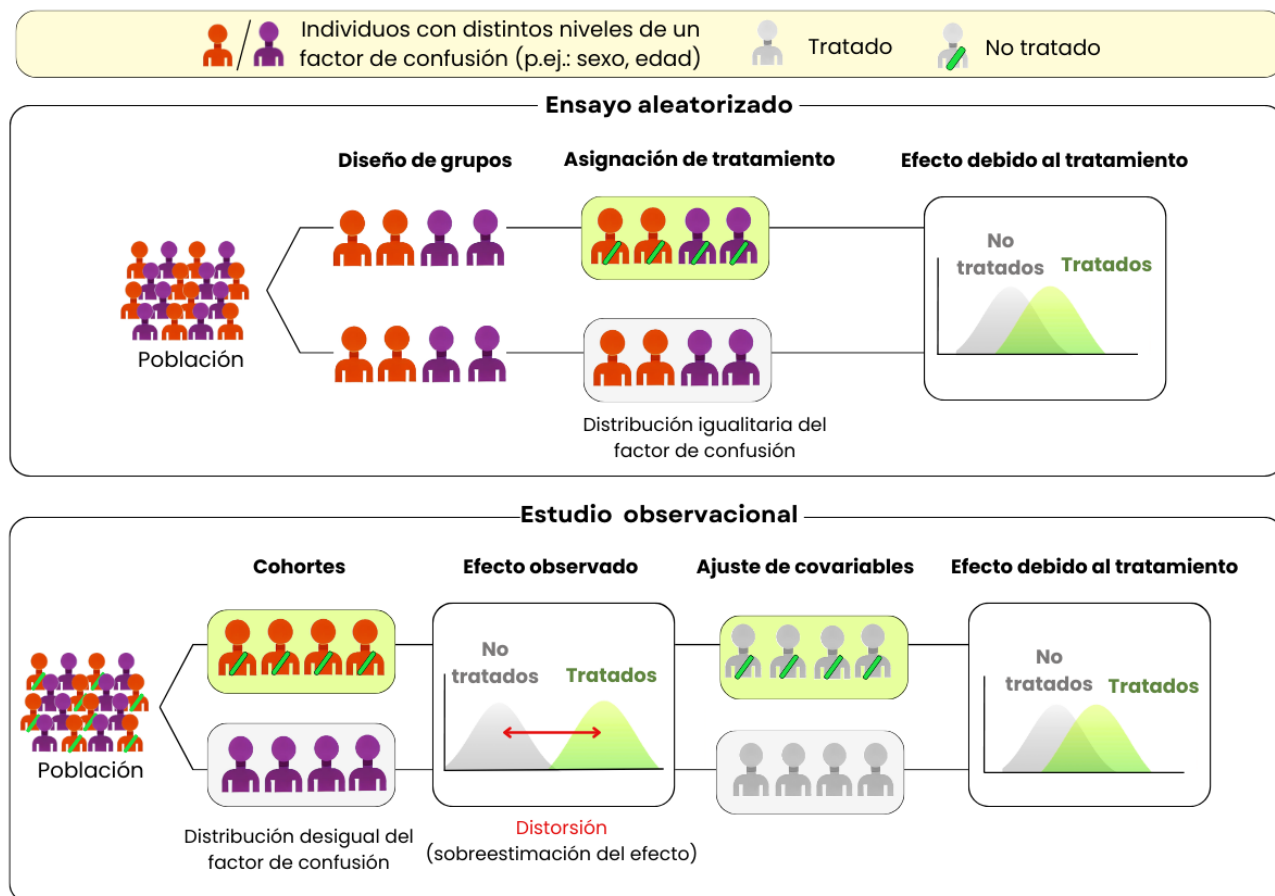 Individuos con distintos niveles de un
factor de confusión (p.ej.: sexo, edad)
Tratado
No tratado
Ensayo aleatorizado
Diseño de grupos
Asignación de tratamiento
Efecto debido al tratamiento
Población
No
tratados
Tratados
Distribución igualitaria del
factor de confusión
Estudio observacional
Cohortes
Efecto observado
Ajuste de covariables
Efecto debido al tratamiento
Población
No
tratados
Tratados
No
tratados
Tratados
Distribución desigual del
factor de confusión
Distorsión
(sobreestimación del efecto)